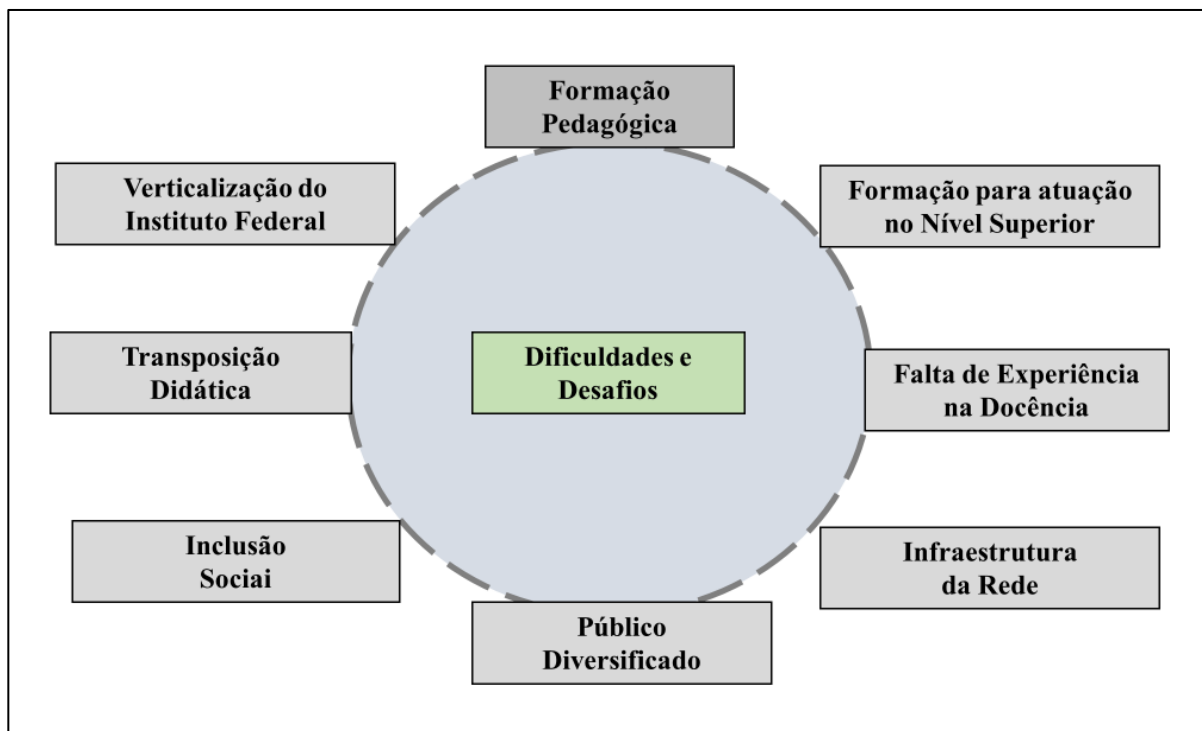 Formação
Pedagógica
Verticalização do
Instituto Federal
Formação para atuação
no Nível Superior
Transposição
Didática
Dificuldades e
Desafios
Falta de Experiência
na Docência
Inclusão
Sociai
Infraestrutura
da Rede
Público
Diversificado